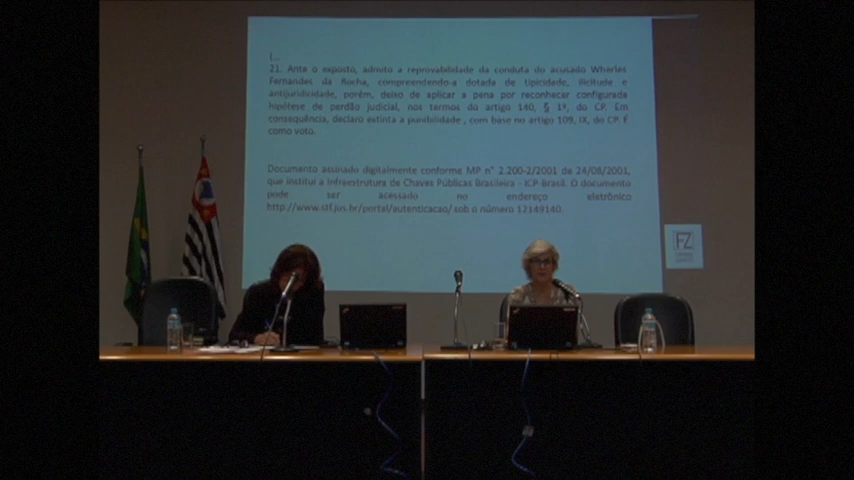 (...
21. Ante o exposto, admito a reprovabilidade da conduta do acusado Wharles
Fernandes da Rocha, compreendendo-a dotada de tipicidade, ilicitude e
antijuridicidade, porém, deixo de aplicar a pena por reconhecer configurada
hipótese de perdão judicial, nos termos do artigo 140, § 1º, do CP. Em
consequência, declaro extinta a punibilidade , com base no artigo 109, IX, do CP. É
como voto.
Documento assinado digitalmente conforme MP n° 2.200-2/2001 de 24/08/2001,
que institui a Infraestrutura de Chaves Públicas Brasileira - ICP-Brasil. O documento
pode ser acessado no endereço eletrônico
http://www.stf.jus.br/portal/autenticacao/ sob o número 12149140.
FZ